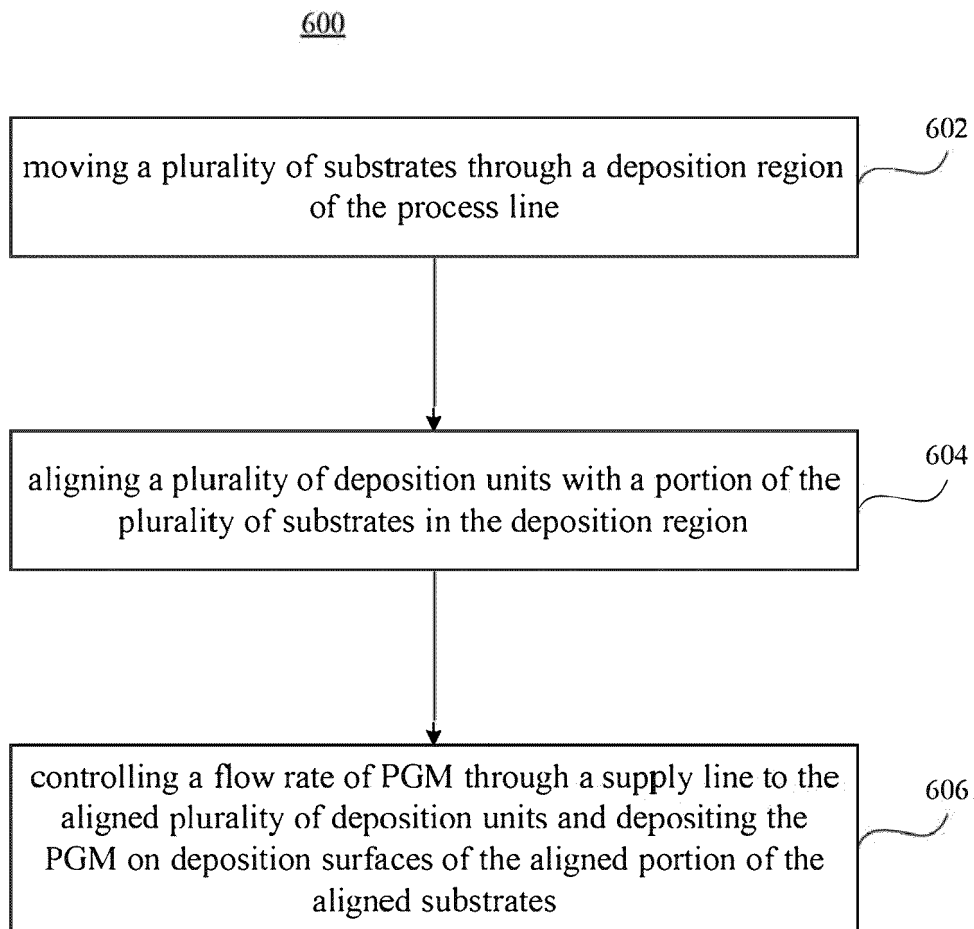 600
602
moving a plurality of substrates through a deposition region
of the process line
604
aligning a plurality of deposition units with a portion of the
plurality of substrates in the deposition region
606
controlling a flow rate of PGM through a supply line to the
aligned plurality of deposition units and depositing the
PGM on deposition surfaces of the aligned portion of the
aligned substrates